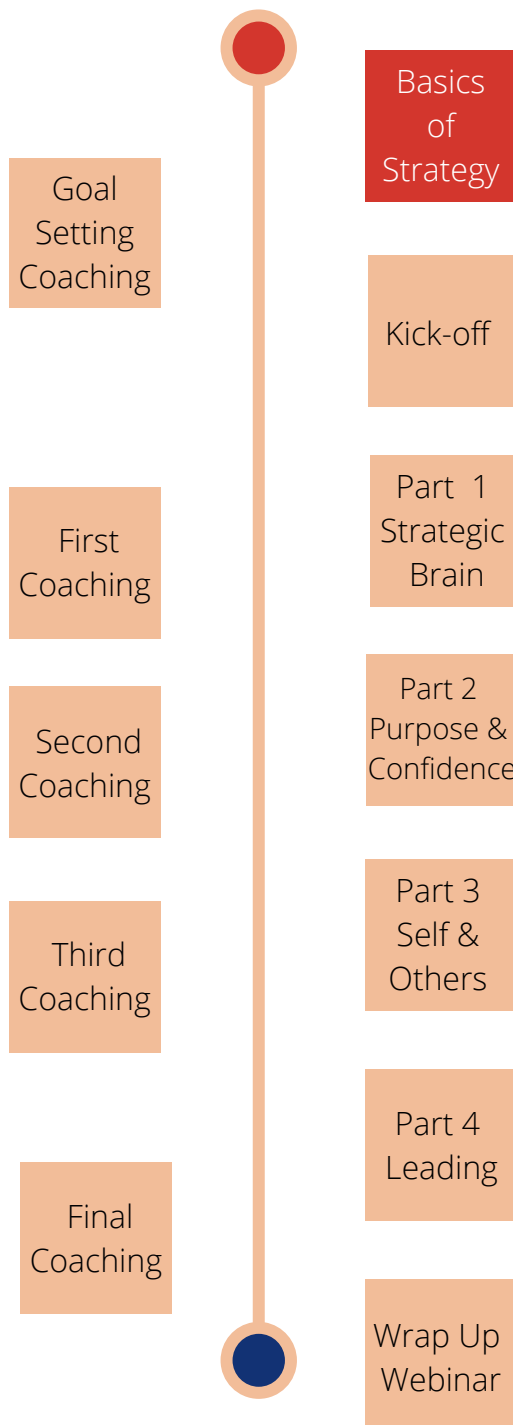 Basics
of
Strategy
Goal
Setting
Coaching
Kick-off
Part 1
Strategic
Brain
First
Coaching
Part 2
Purpose &
Confidence
Second
Coaching
Part 3
Self &
Others
Third
Coaching
Part 4
Leading
Final
Coaching
Wrap Up
Webinar